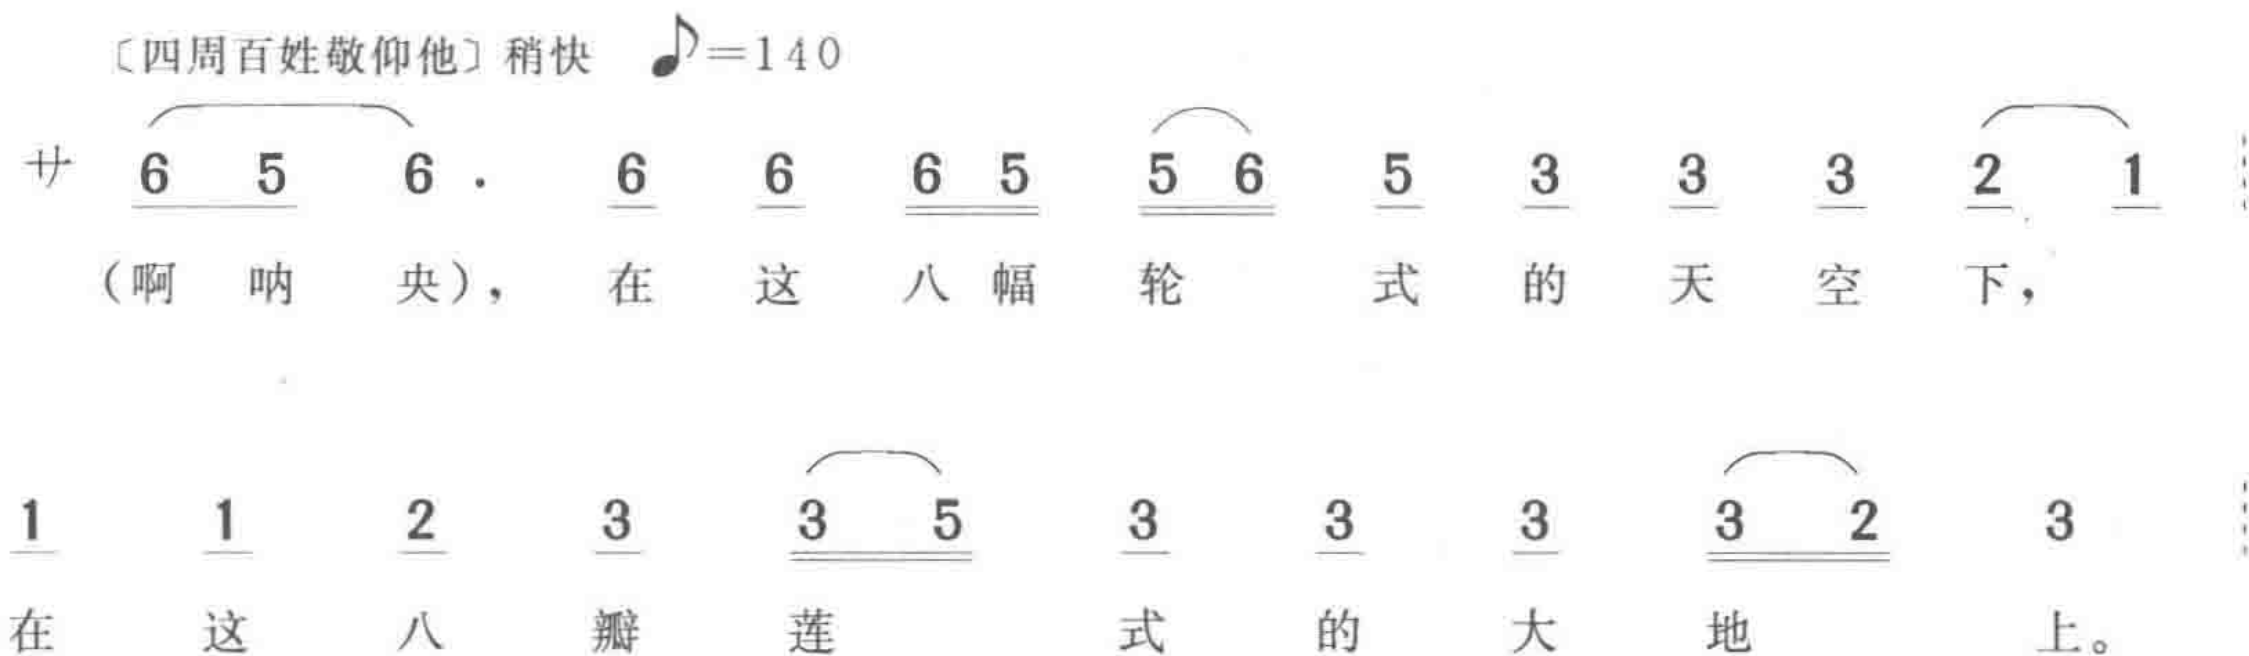 〔四周百姓敬仰他〕稍快 ♪=140
サ 6 5 6 . 6 6 6 5 5 6 5 3 3 3 2 1
(啊 呐 央), 在 这 八 幅 轮 式 的 天 空 下,
1 1 2 3 3 5 3 3 3 3 2 3
在 这 八 瓣 莲 式 的 大 地 上。